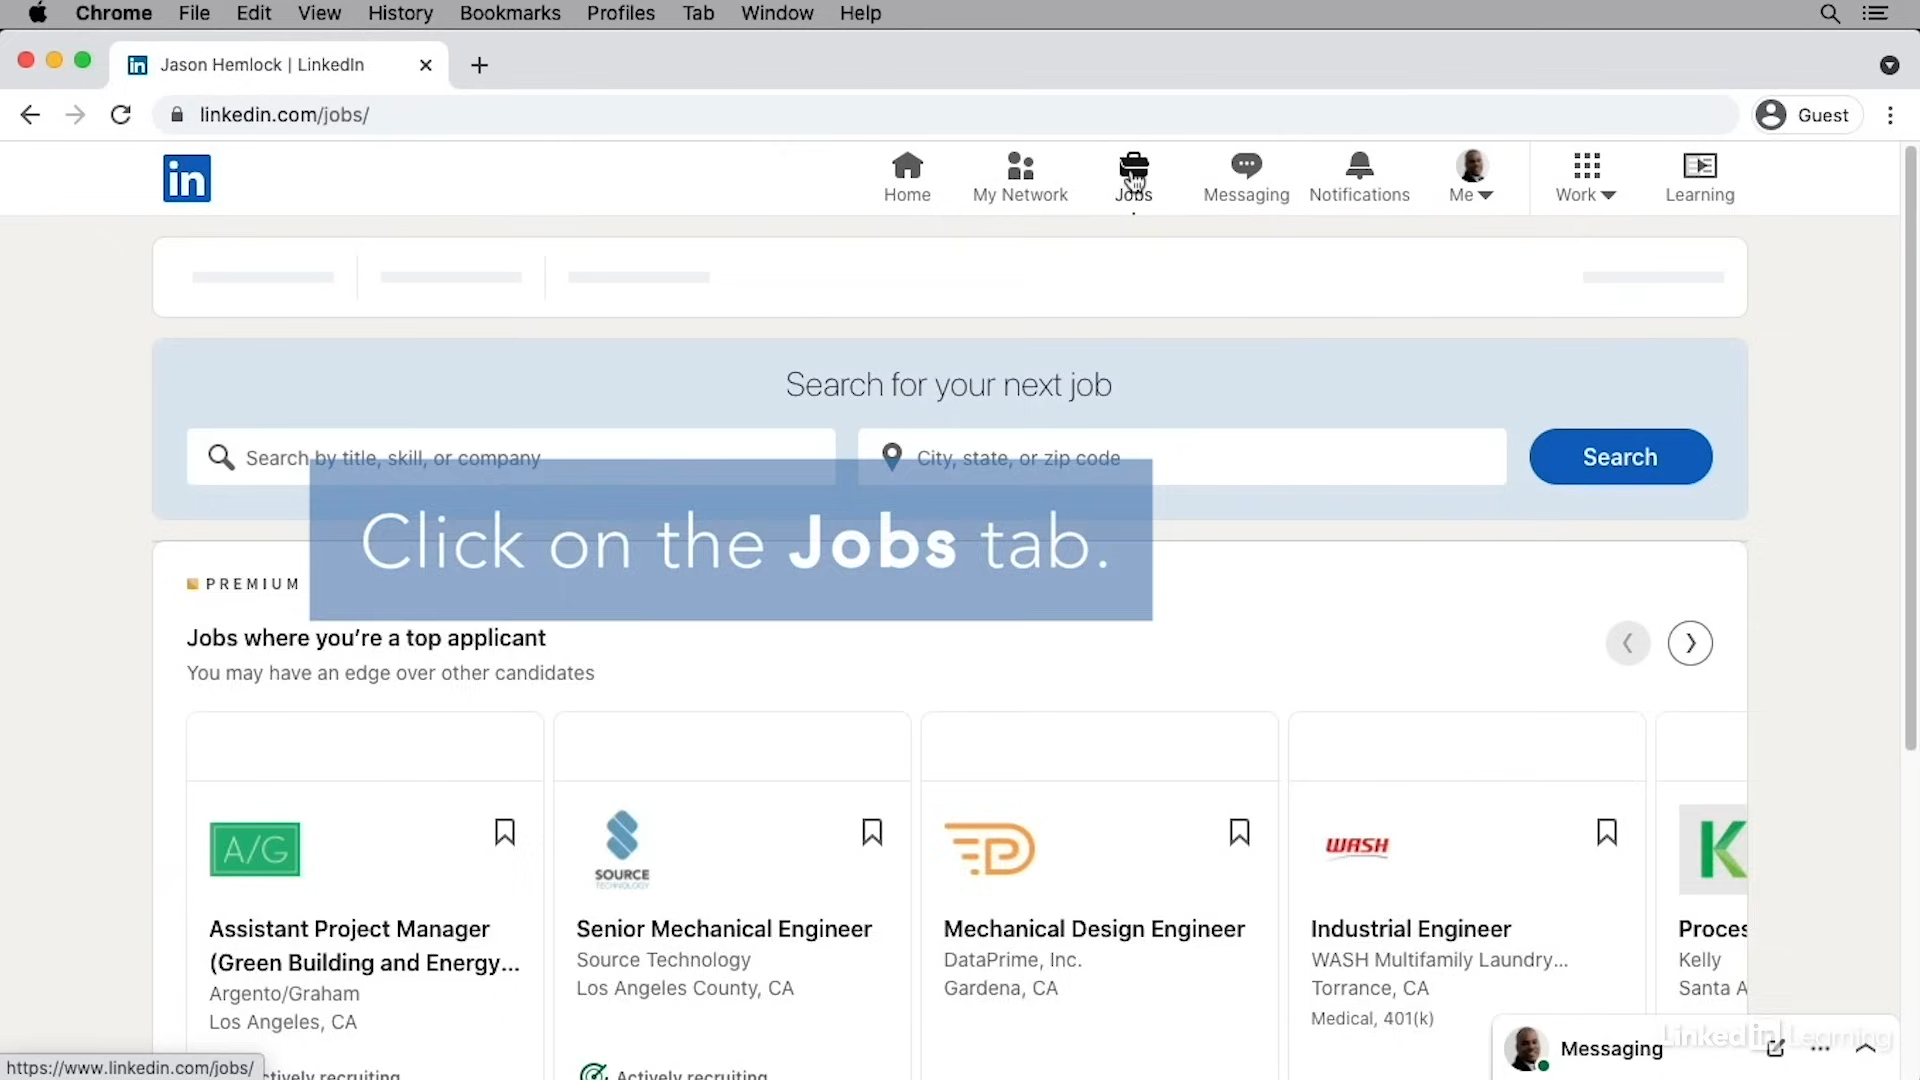 Chrome File Edit View History Bookmarks Profiles Tab Window Help
Jason Hemlock | LinkedIn
linkedin.com/jobs/
Guest
in
Home My Network Jobs Messaging Notifications Me Work Learning
Search for your next job
Search by title, skill, or company
City, state, or zip code
Search
Click on the Jobs tab.
PREMIUM
Jobs where you're a top applicant
You may have an edge over other candidates
A/G
SOURCE
TECHNOLOGY
WASH
K
Assistant Project Manager
(Green Building and Energy...
Argento/Graham
Los Angeles, CA
Senior Mechanical Engineer
Source Technology
Los Angeles County, CA
Actively recruiting
Mechanical Design Engineer
DataPrime, Inc.
Gardena, CA
Industrial Engineer
WASH Multifamily Laundry...
Torrance, CA
Medical, 401(k)
Kelly
Messaging
LinkedIn Learning
https://www.linkedin.com/jobs/
recruiting